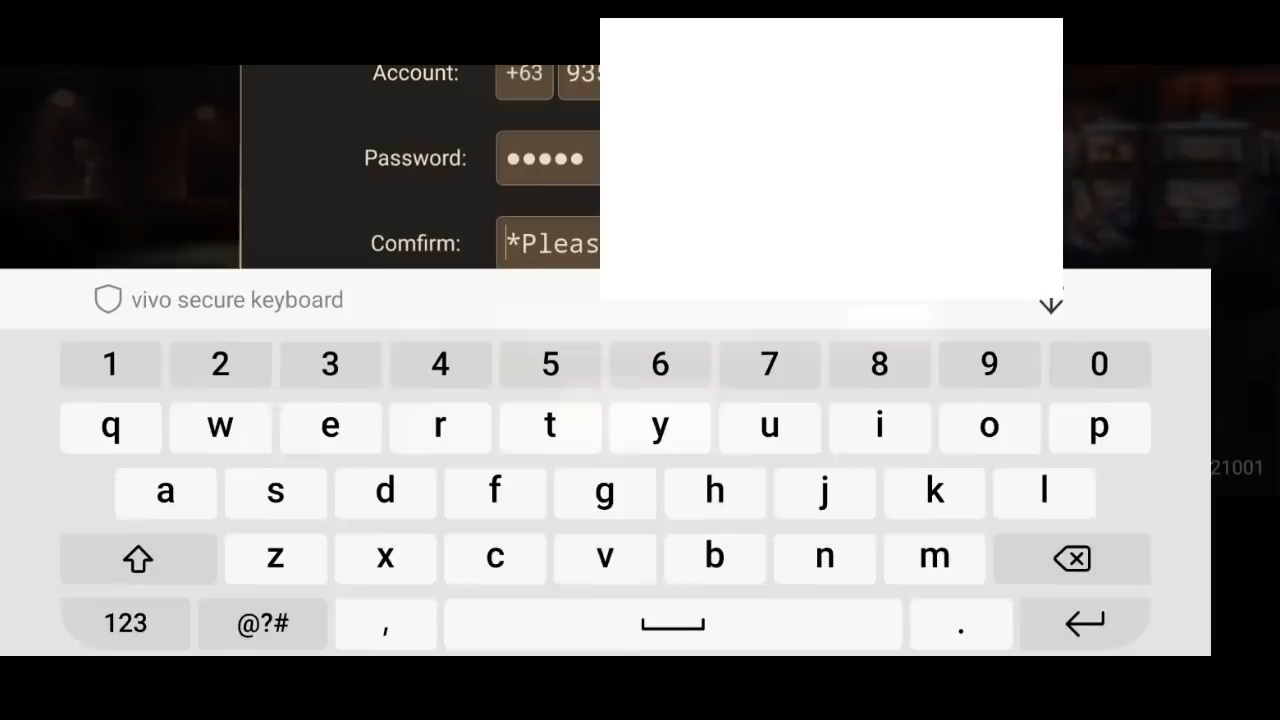 Account: +63 935
Password: •••••
Comfirm: *Pleas
vivo secure keyboard
1 2 3 4 5 6 7 8 9 0
q w e r t y u i o p
a s d f g h j k l
21001
z x c v b n m
123 @?# , .